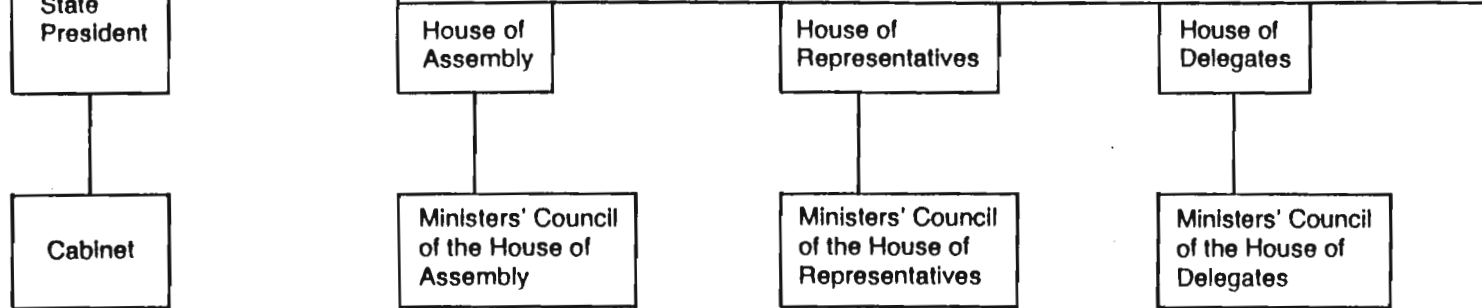 State
President
House of
Assembly
House of
Representatives
House of
Delegates
Cabinet
Ministers' Council
of the House of
Assembly
Ministers' Council
of the House of
Representatives
Ministers' Council
of the House of
Delegates